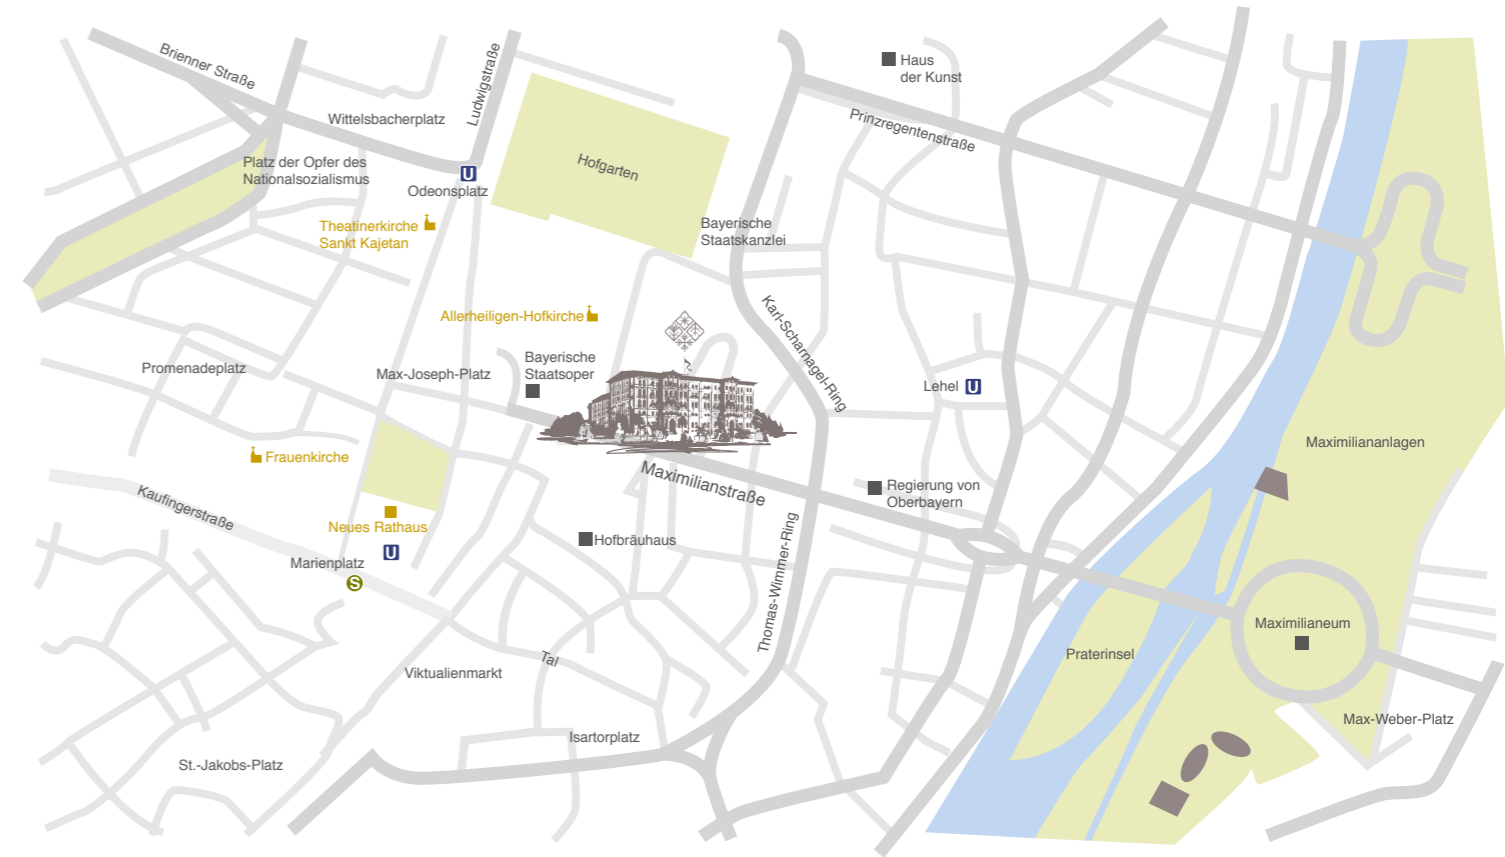 Brienner Straße
Wittelsbacherplatz
Ludwigstraße
Haus
der Kunst
Prinzregentenstraße
Platz der Opfer des
Nationalsozialismus
U
Odeonsplatz
Hofgarten
Theatinerkirche
Sankt Kajetan
Bayerische
Staatskanzlei
Allerheiligen-Hofkirche
Karl-Scharnagel-Ring
Promenadeplatz
Max-Joseph-Platz
Bayerische
Staatsoper
Lehel U
Maximiliananlagen
Frauenkirche
Maximilianstraße
Regierung von
Oberbayern
Kaufingerstraße
Neues Rathaus
Hofbräuhaus
U
Marienplatz
S
Thomas-Wimmer-Ring
Maximilianeum
Praterinsel
Tal
Viktualienmarkt
Max-Weber-Platz
Isartorplatz
St.-Jakobs-Platz